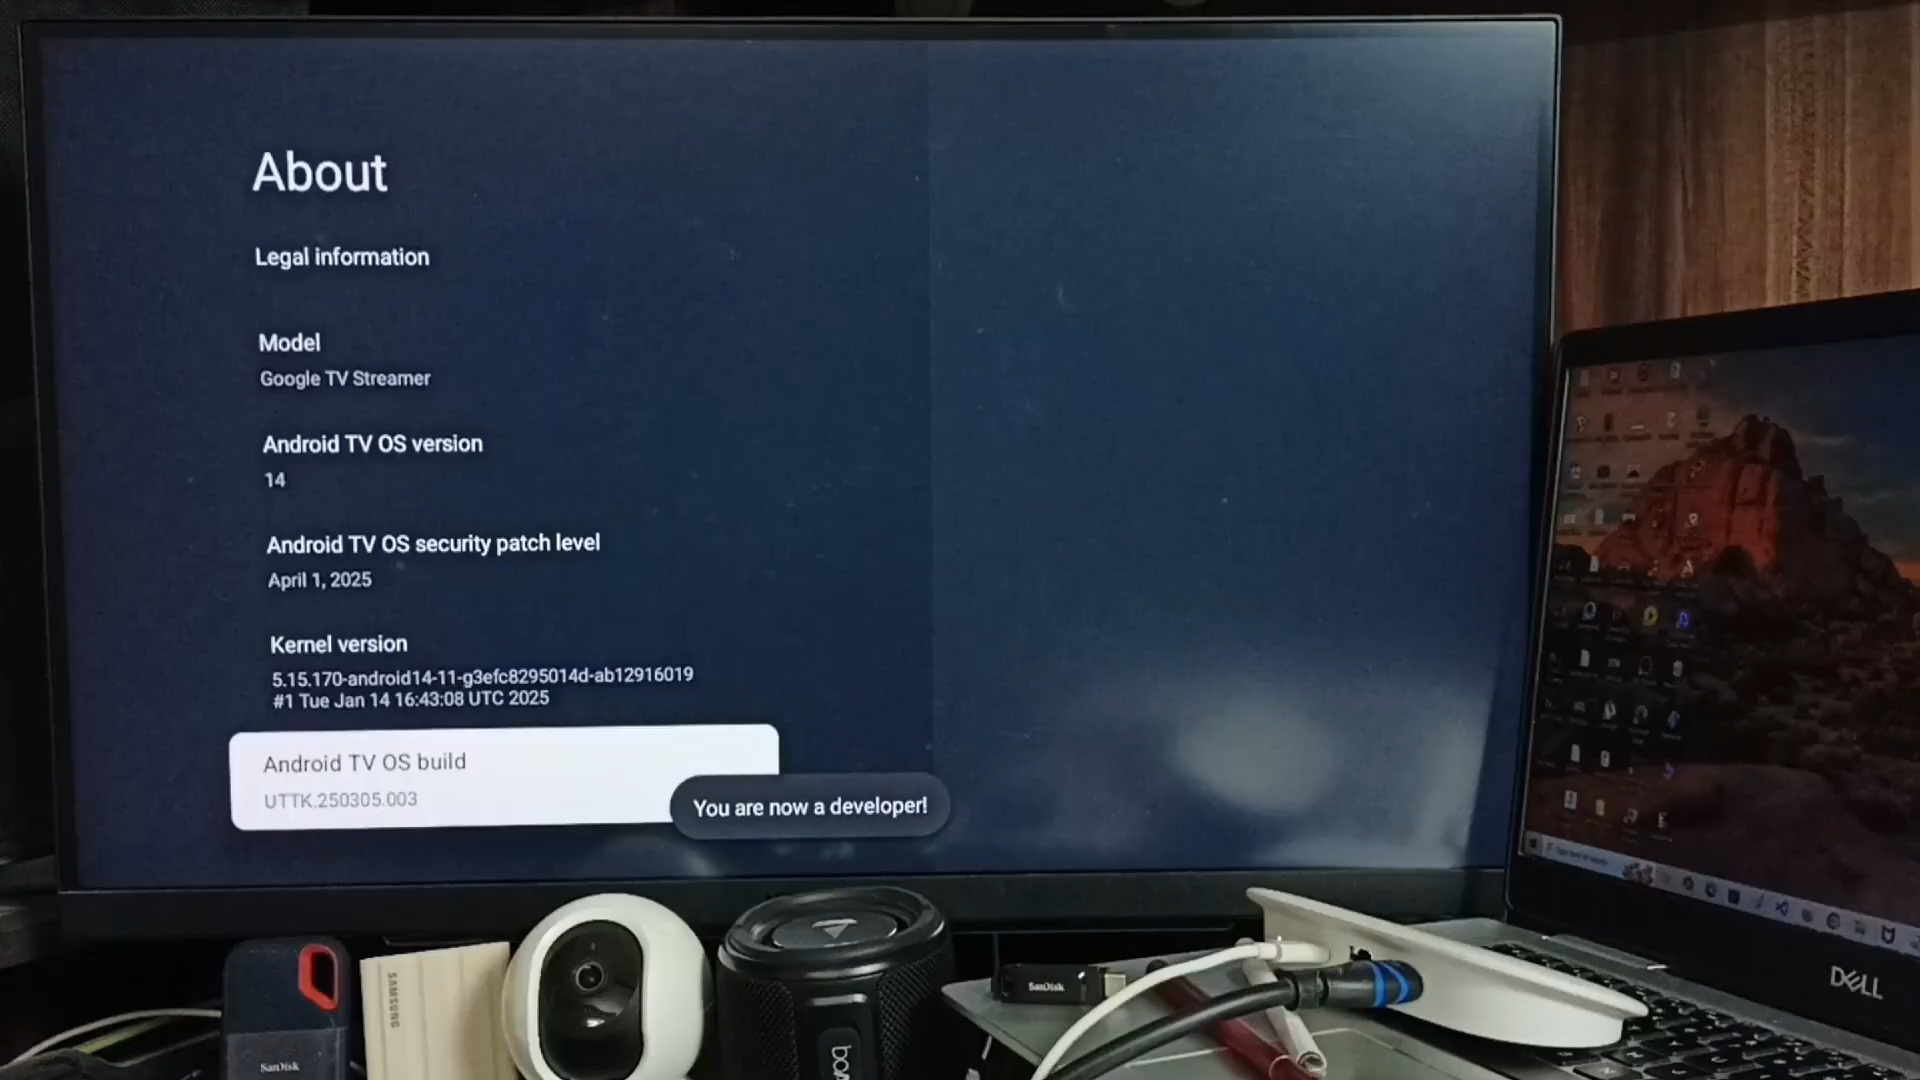 About
Legal information
Model
Google TV Streamer
Android TV OS version
14
Android TV OS security patch level
April 1, 2025
Kernel version
5.15.170-android14-11-g3efc8295014d-ab12916019
#1 Tue Jan 14 16:43:08 UTC 2025
Android TV OS build
UTTK.250305.003
You are now a developer!
SanDisk
SAMSUNG
SanDisk
DELL